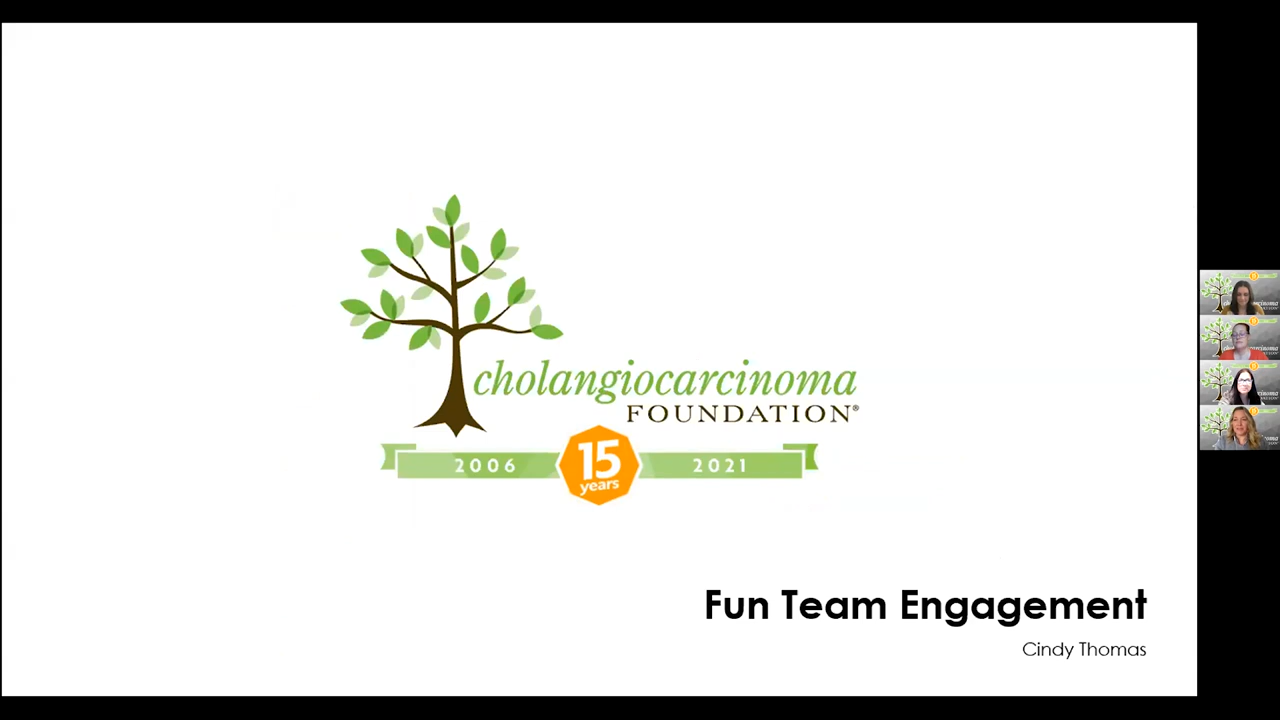 cholangiocarcinoma
FOUNDATION®
2006 15 years 2021
Fun Team Engagement
Cindy Thomas